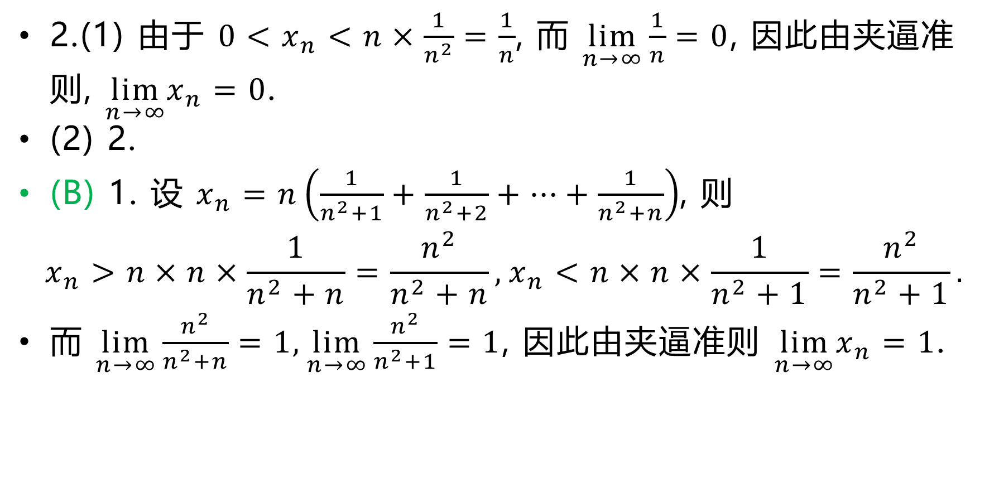 • 2.(1) 由于 $0 < x_n < n \times \frac{1}{n^2} = \frac{1}{n}$, 而 $\lim_{n\to\infty} \frac{1}{n} = 0$, 因此由夹逼准
则, $\lim_{n\to\infty} x_n = 0$.
• (2) 2.
• (B) 1. 设 $x_n = n\left(\frac{1}{n^2+1} + \frac{1}{n^2+2} + \cdots + \frac{1}{n^2+n}\right)$, 则
$x_n > n \times n \times \frac{1}{n^2+n} = \frac{n^2}{n^2+n}, x_n < n \times n \times \frac{1}{n^2+1} = \frac{n^2}{n^2+1}.$
• 而 $\lim_{n\to\infty} \frac{n^2}{n^2+n} = 1, \lim_{n\to\infty} \frac{n^2}{n^2+1} = 1$, 因此由夹逼准则 $\lim_{n\to\infty} x_n = 1$.